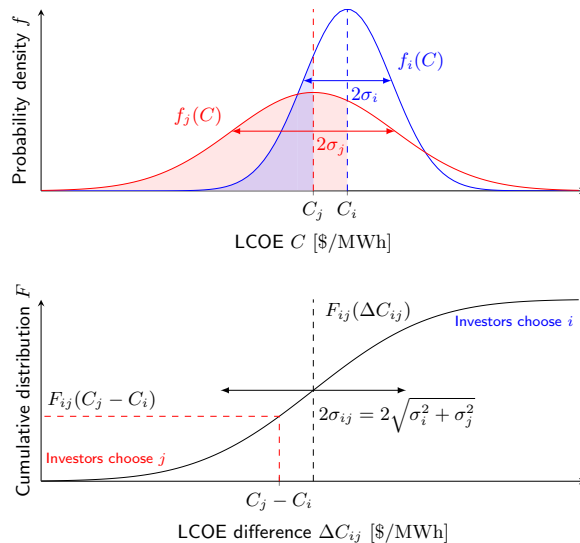 Probability density f
f_i(C)
f_j(C)
2σ_i
2σ_j
C_j
C_i
LCOE C [$/MWh]
Cumulative distribution F
F_ij(ΔC_ij)
Investors choose i
F_ij(C_j − C_i)
2σ_ij = 2√(σ_i^2 + σ_j^2)
Investors choose j
C_j − C_i
LCOE difference ΔC_ij [$/MWh]